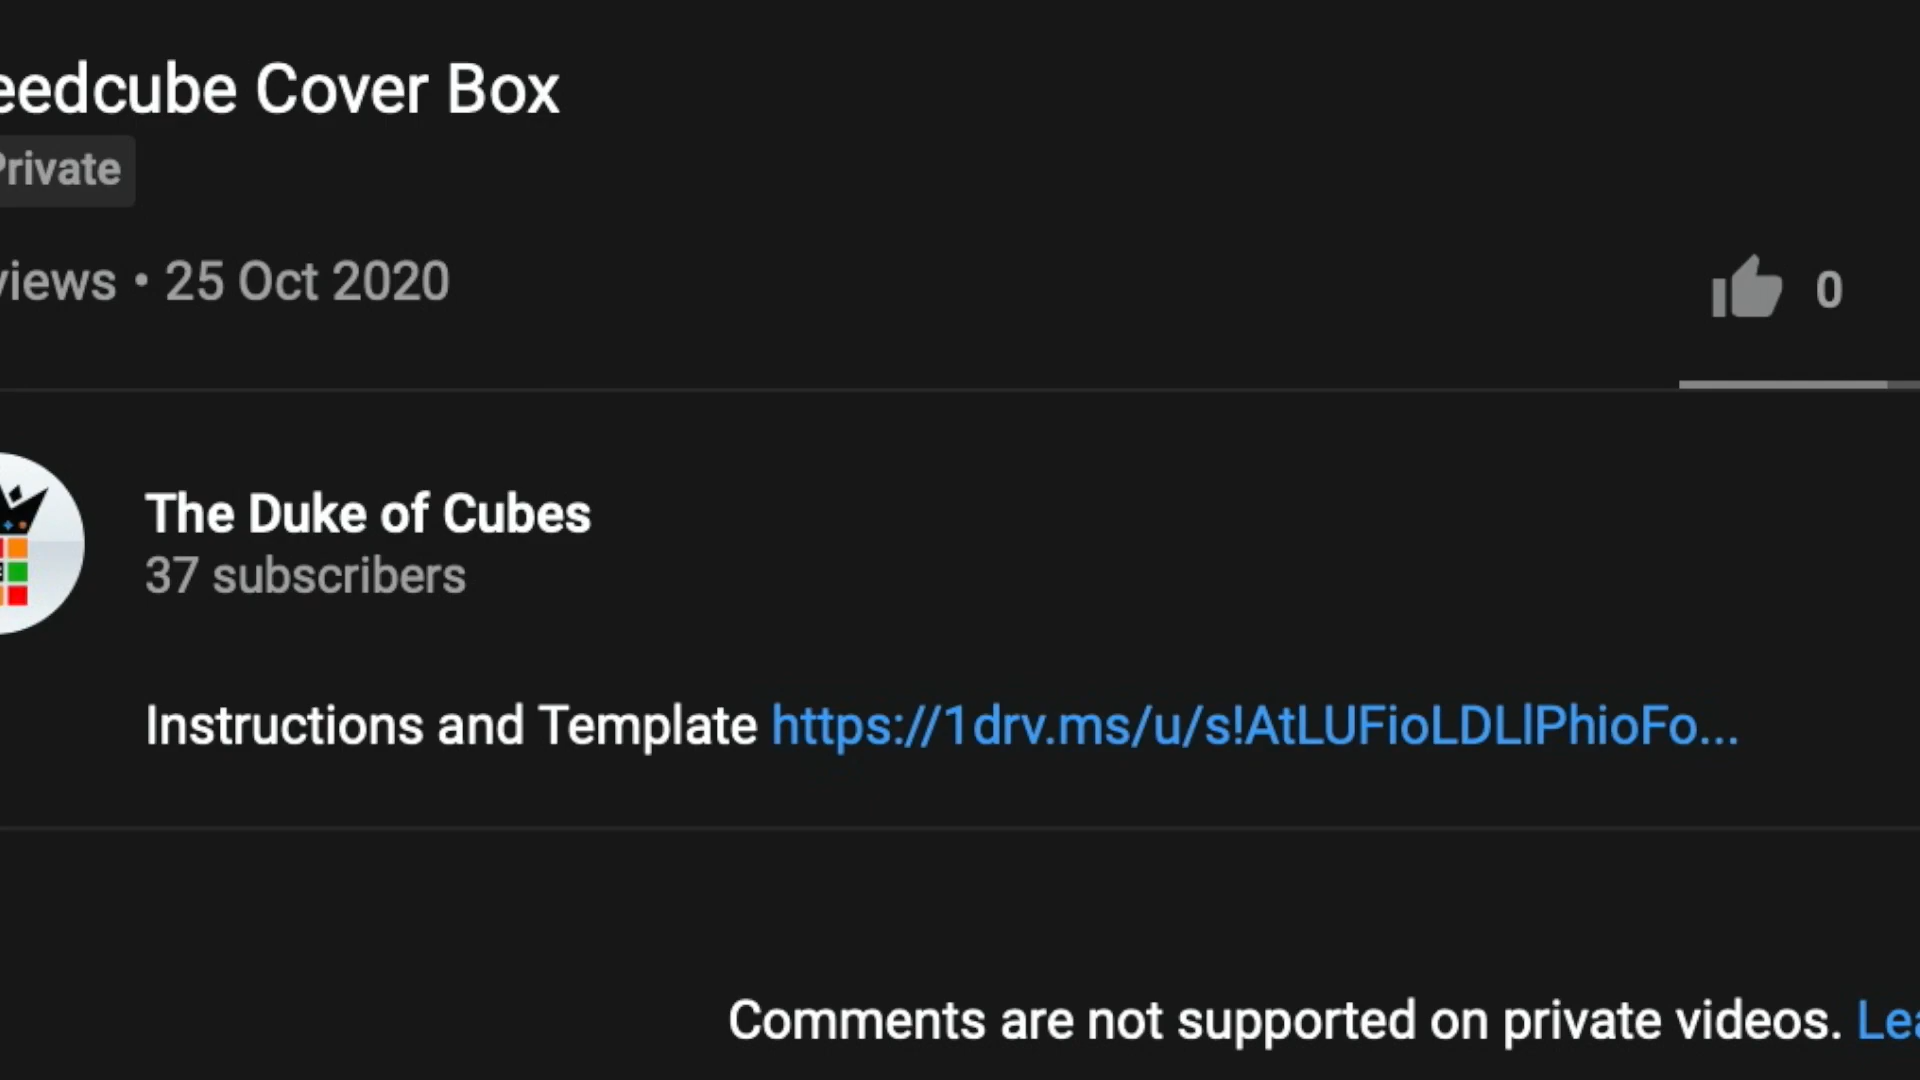 eedcube Cover Box
Private
views • 25 Oct 2020
0
The Duke of Cubes
37 subscribers
Instructions and Template https://1drv.ms/u/s!AtLUFioLDLlPhioFo...
Comments are not supported on private videos. Lea